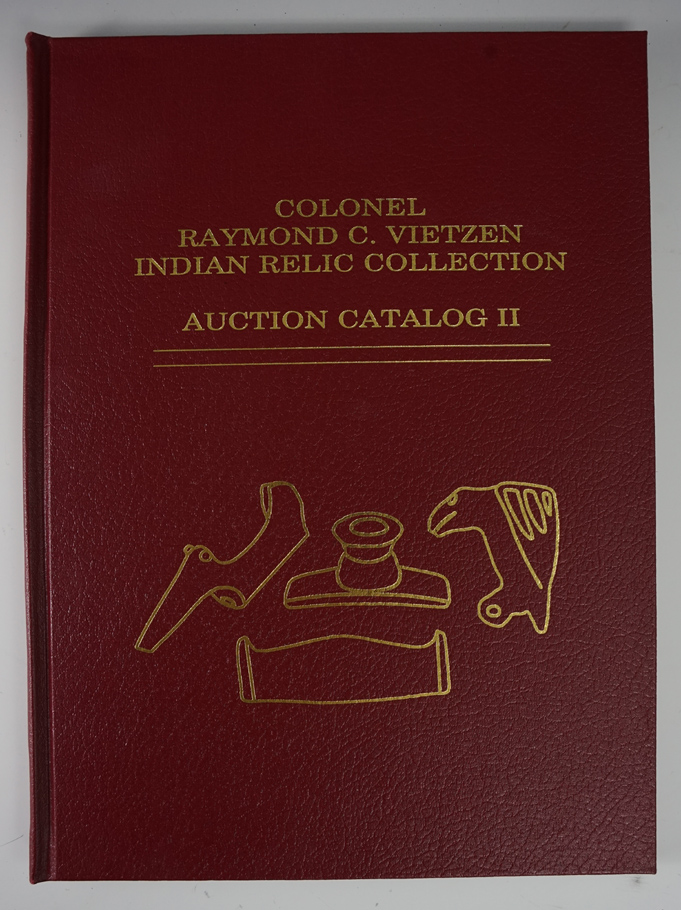 COLONEL
RAYMOND C. VIETZEN
INDIAN RELIC COLLECTION
AUCTION CATALOG II